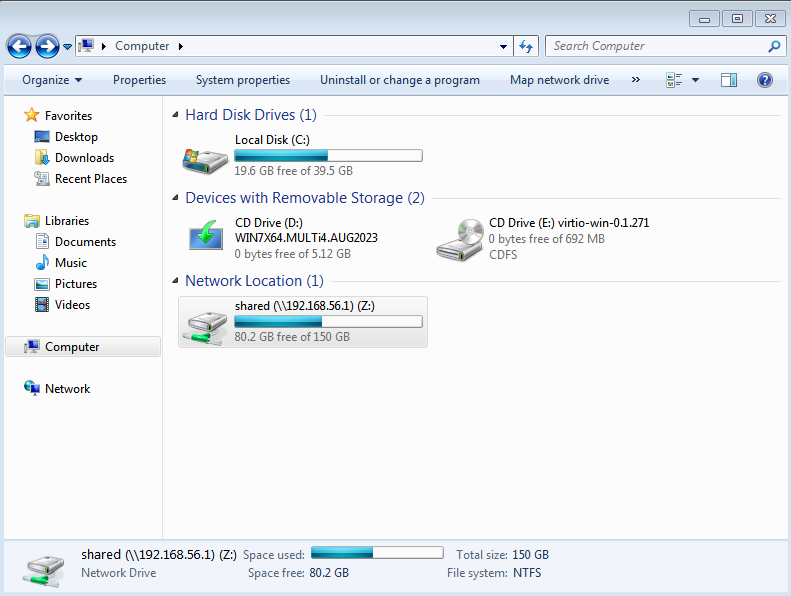 Computer
Search Computer
Organize
Properties
System properties
Uninstall or change a program
Map network drive
»
Favorites
Desktop
Downloads
Recent Places
Libraries
Documents
Music
Pictures
Videos
Computer
Network
Hard Disk Drives (1)
Local Disk (C:)
19.6 GB free of 39.5 GB
Devices with Removable Storage (2)
CD Drive (D:)
WIN7X64.MULTi4.AUG2023
0 bytes free of 5.12 GB
CD Drive (E:) virtio-win-0.1.271
0 bytes free of 692 MB
CDFS
Network Location (1)
shared (\\192.168.56.1) (Z:)
80.2 GB free of 150 GB
shared (\\192.168.56.1) (Z:) Space used: Total size: 150 GB
Network Drive Space free: 80.2 GB File system: NTFS